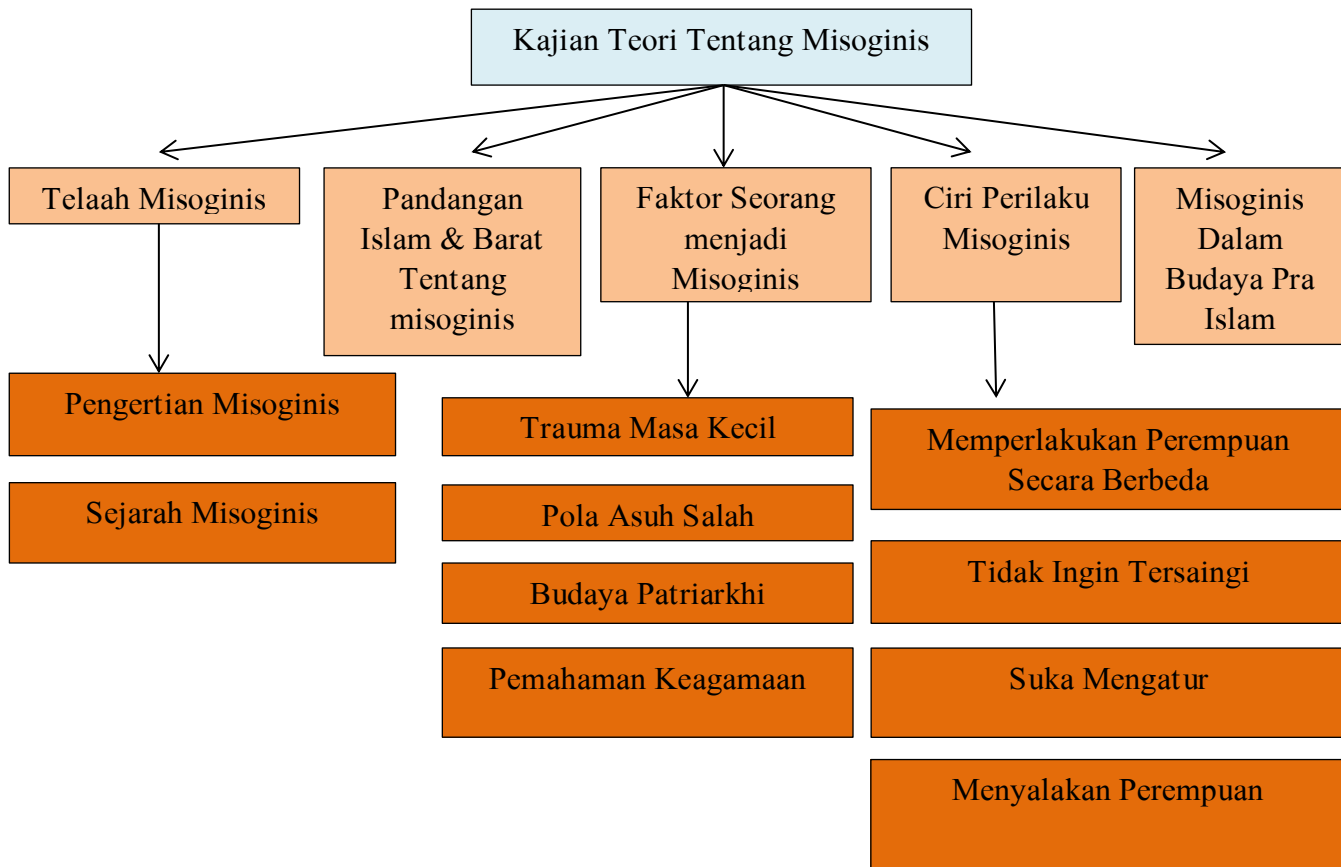 Kajian Teori Tentang Misoginis
Telaah Misoginis
Pandangan
Islam & Barat
Tentang
misoginis
Faktor Seorang
menjadi
Misoginis
Ciri Perilaku
Misoginis
Misoginis
Dalam
Budaya Pra
Islam
Pengertian Misoginis
Sejarah Misoginis
Trauma Masa Kecil
Pola Asuh Salah
Budaya Patriarkhi
Pemahaman Keagamaan
Memperlakukan Perempuan
Secara Berbeda
Tidak Ingin Tersaingi
Suka Mengatur
Menyalakan Perempuan